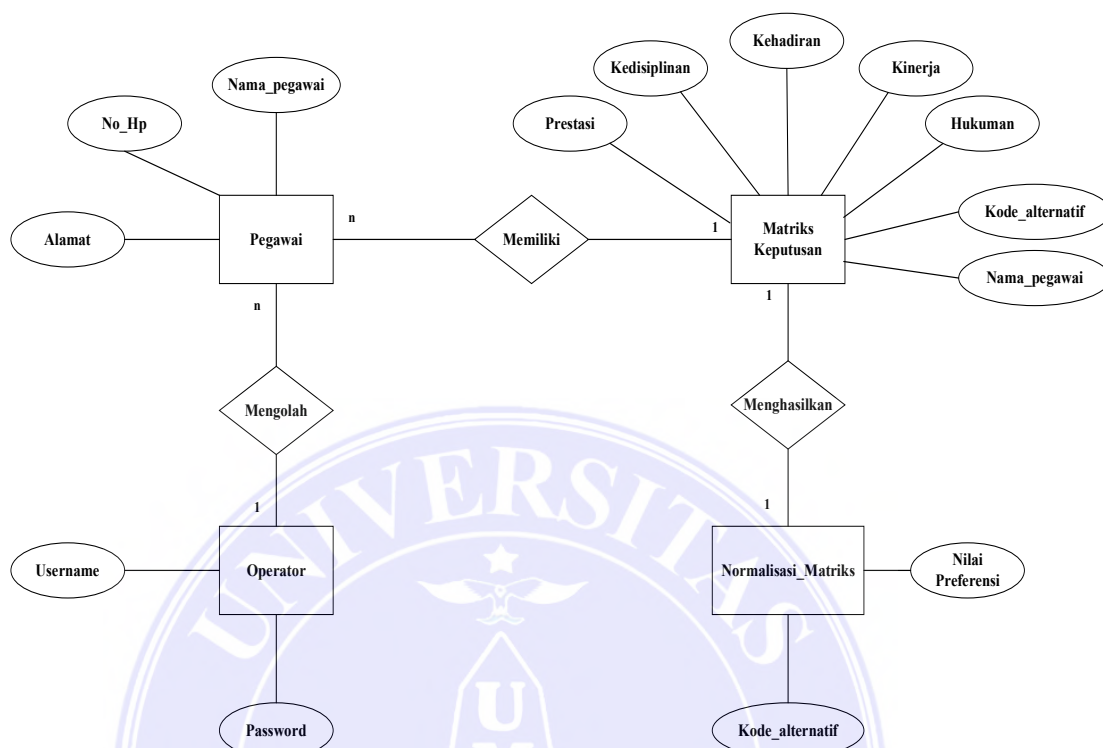 Kehadiran
Kedisiplinan
Kinerja
Nama_pegawai
No_Hp
Prestasi
Hukuman
Alamat
Pegawai
n
Memiliki
1
Matriks
Keputusan
Kode_alternatif
Nama_pegawai
n
1
Mengolah
Menghasilkan
1
1
UNIVERSITAS
Username
Operator
Normalisasi_Matriks
Nilai
Preferensi
U
Password
Kode_alternatif